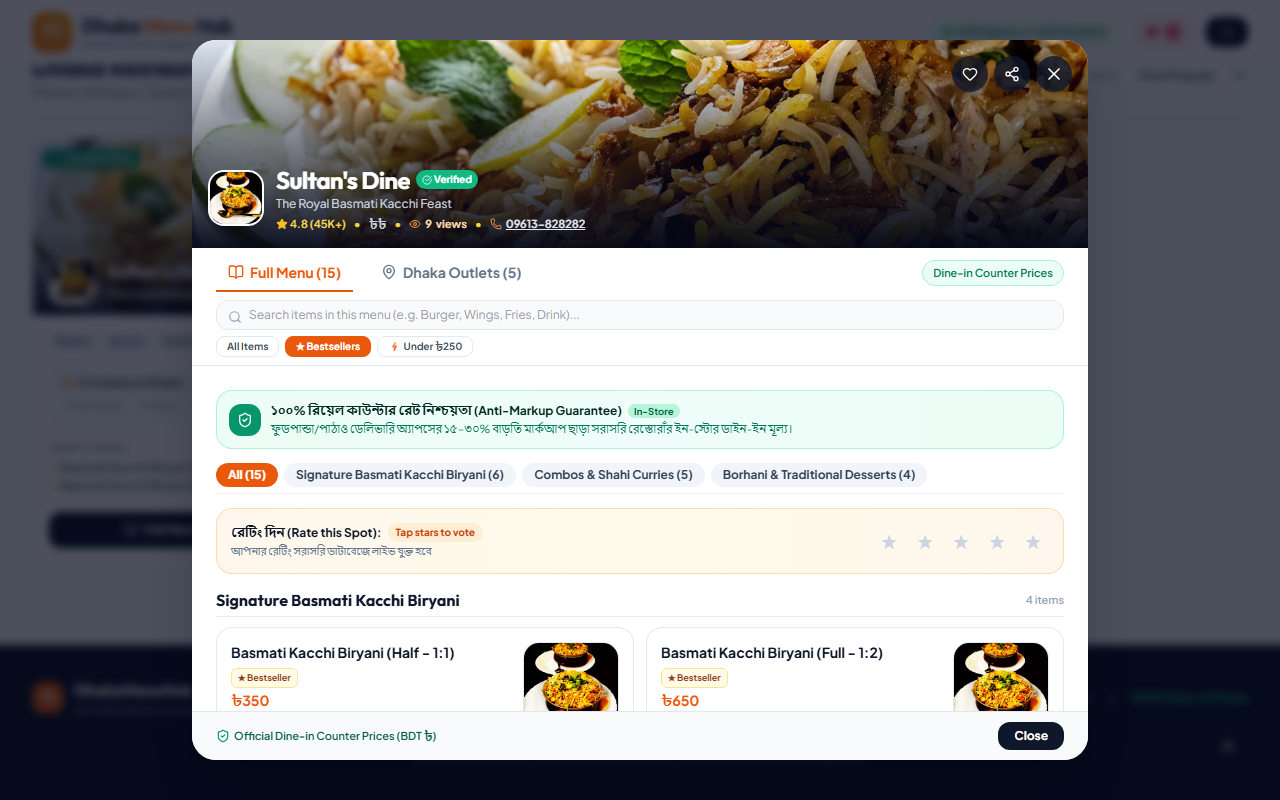 Sultan's Dine
Verified
The Royal Basmati Kacchi Feast
4.8 (45K+) • ৳৳ • 9 views • 09613-828282
Full Menu (15)
Dhaka Outlets (5)
Dine-in Counter Prices
Search items in this menu (e.g. Burger, Wings, Fries, Drink)...
All Items
★ Bestsellers
Under ৳250
১০০% রিয়েল কাউন্টার রেট নিশ্চয়তা (Anti-Markup Guarantee)
In-Store
ফুডপান্ডা/পাঠাও ডেলিভারি অ্যাপসের ১৫-৩০% বাড়তি মার্কআপ ছাড়া সরাসরি রেস্তোরাঁর ইন-স্টোর ডাইন-ইন মূল্য।
All (15)
Signature Basmati Kacchi Biryani (6)
Combos & Shahi Curries (5)
Borhani & Traditional Desserts (4)
রেটিং দিন (Rate this Spot):
Tap stars to vote
আপনার রেটিং সরাসরি ডাটাবেজে লাইভ যুক্ত হবে
★ ★ ★ ★ ★
Signature Basmati Kacchi Biryani
4 items
Basmati Kacchi Biryani (Half - 1:1)
★ Bestseller
৳350
Basmati Kacchi Biryani (Full - 1:2)
★ Bestseller
৳650
Official Dine-in Counter Prices (BDT ৳)
Close